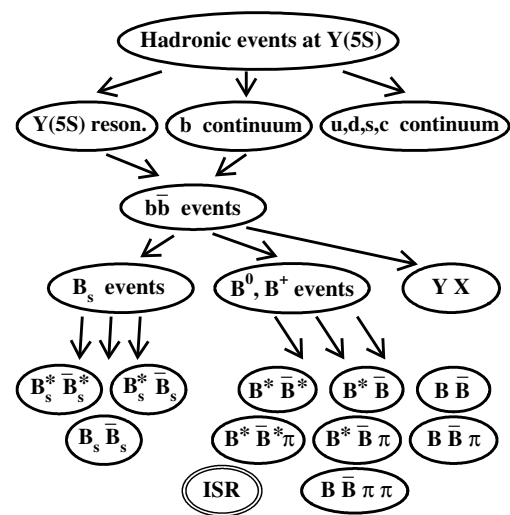 Hadronic events at Y(5S)
Y(5S) reson. b continuum u,d,s,c continuum
bb̅ events
Bₛ events B⁰, B⁺ events Y X
Bₛ* B̅ₛ* Bₛ* B̅ₛ B* B̅* B* B̅ B B̅
Bₛ B̅ₛ B* B̅*π B* B̅ π B B̅ π
ISR B B̅ π π